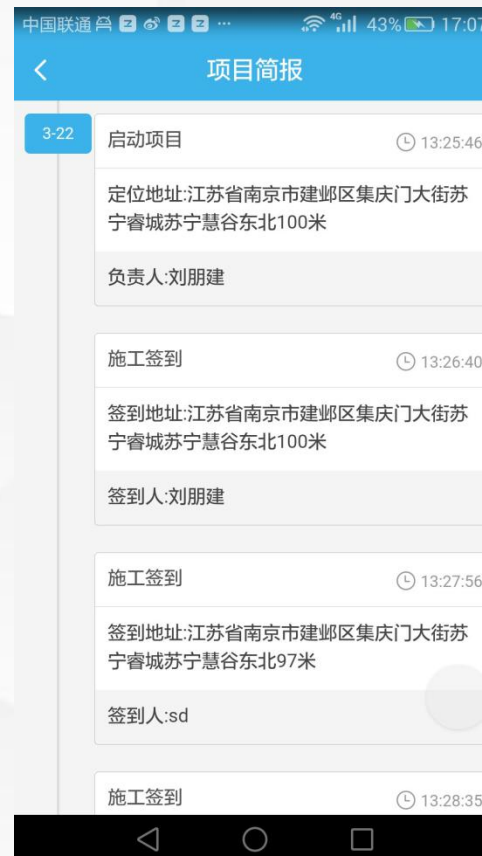 中国联通 4G 43% 17:07
项目简报
3-22
启动项目 13:25:46
定位地址:江苏省南京市建邺区集庆门大街苏
宁睿城苏宁慧谷东北100米
负责人:刘朋建
施工签到 13:26:40
签到地址:江苏省南京市建邺区集庆门大街苏
宁睿城苏宁慧谷东北100米
签到人:刘朋建
施工签到 13:27:56
签到地址:江苏省南京市建邺区集庆门大街苏
宁睿城苏宁慧谷东北97米
签到人:sd
施工签到 13:28:35